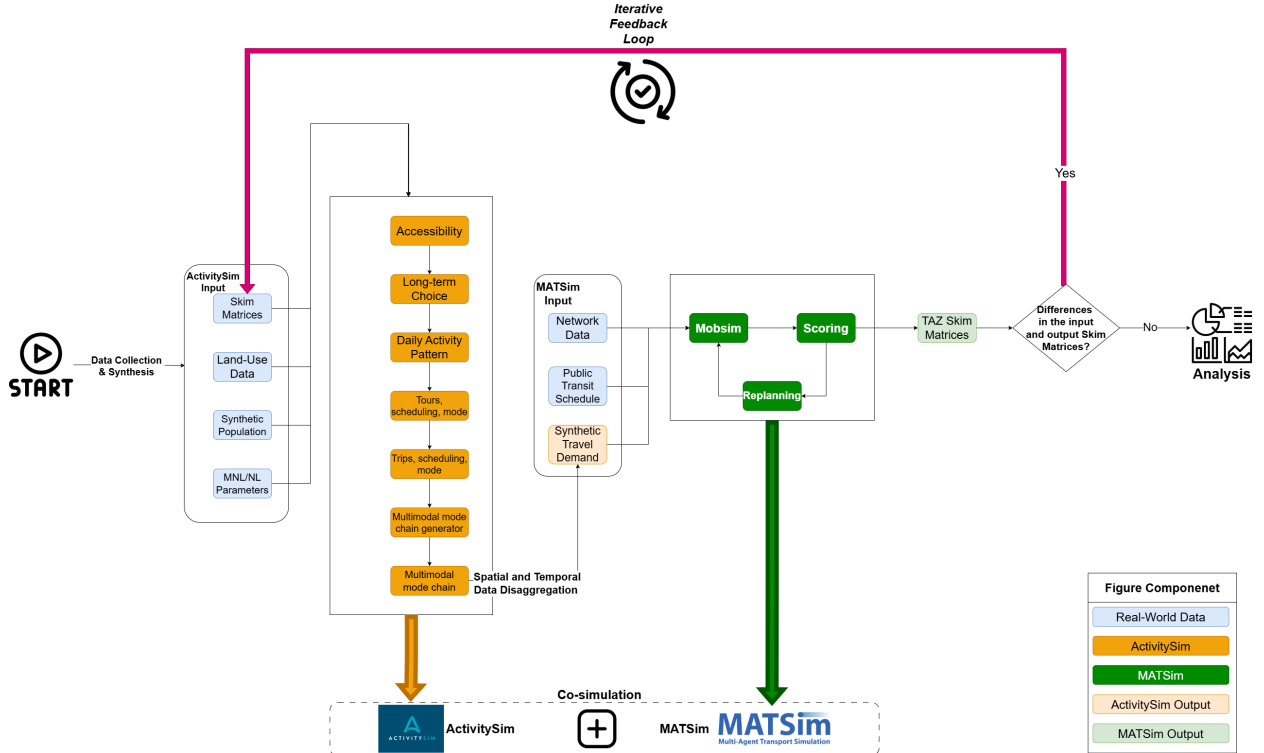 Iterative
Feedback
Loop
Yes
START
Data Collection
& Synthesis
ActivitySim
Input
Skim
Matrices
Land-Use
Data
Synthetic
Population
MNL/NL
Parameters
Accessibility
Long-term
Choice
Daily Activity
Pattern
Tours,
scheduling, mode
Trips, scheduling,
mode
Multimodal mode
chain generator
Multimodal
mode chain
Spatial and Temporal
Data Disaggregation
MATSim
Input
Network
Data
Public
Transit
Schedule
Synthetic
Travel
Demand
Mobsim
Scoring
Replanning
TAZ Skim
Matrices
Differences
in the input
and output Skim
Matrices?
No
Analysis
Co-simulation
ACTIVITYSIM
ActivitySim
MATSim
MATSim
Multi-Agent Transport Simulation
Figure Componenet
Real-World Data
ActivitySim
MATSim
ActivitySim Output
MATSim Output